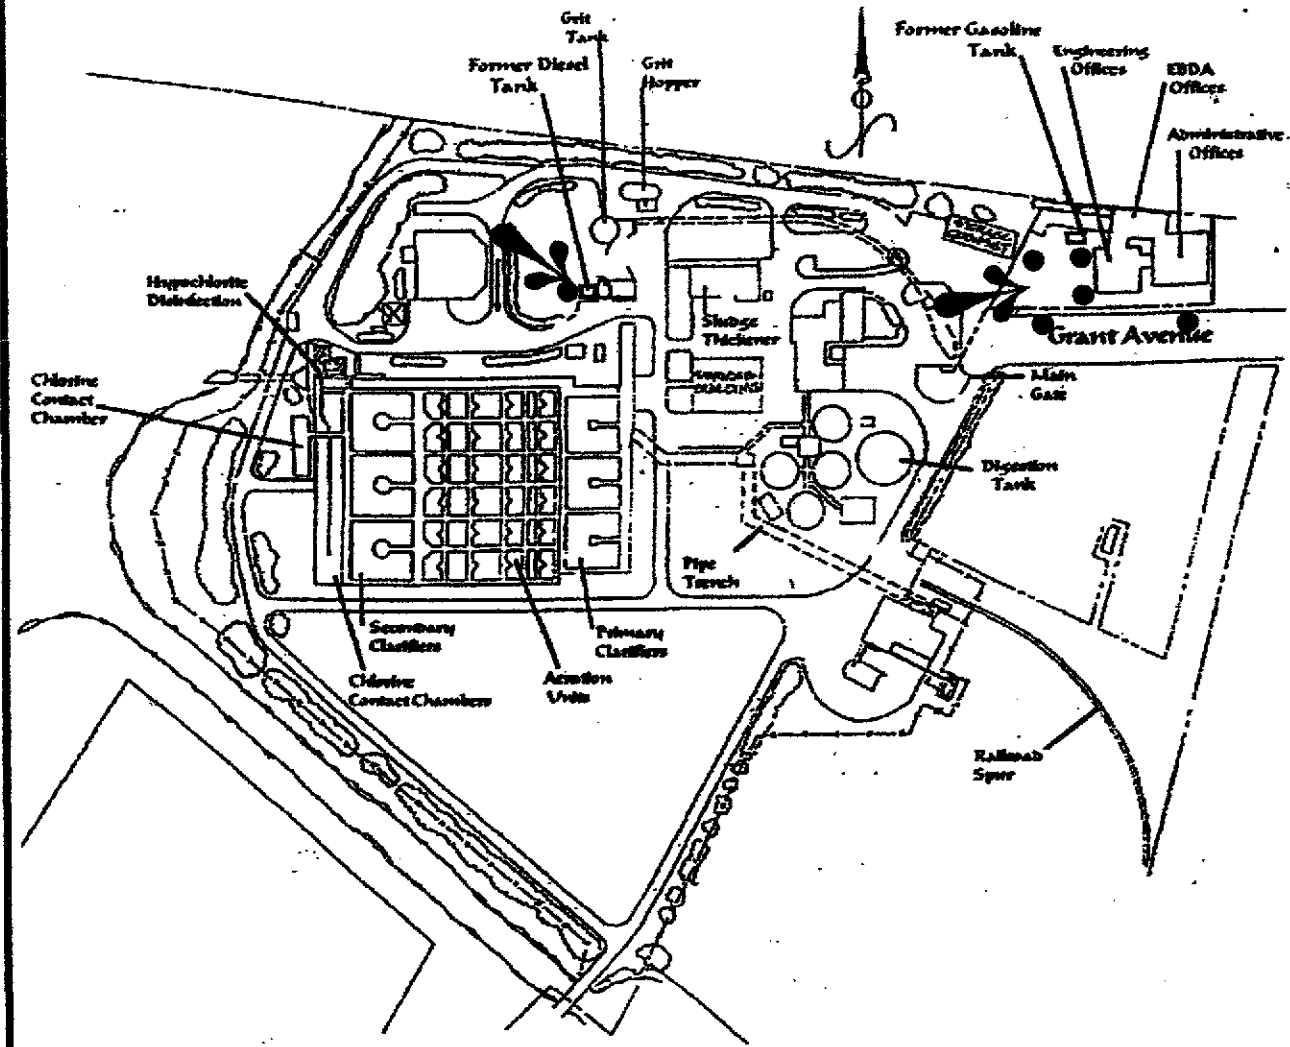 Grit
Tank
Former Diesel
Tank
Grit
Hopper
Former Gasoline
Tank
Engineering
Offices
EBDA
Offices
Administrative
Offices
Hypochlorite
Disinfection
Sludge
Thickener
Grant Avenue
Main
Gate
Chlorine
Contact
Chamber
Digestion
Tank
Pipe
Trench
Secondary
Clarifiers
Primary
Clarifiers
Chlorine
Contact Chambers
Aeration
Units
Railroad
Spur